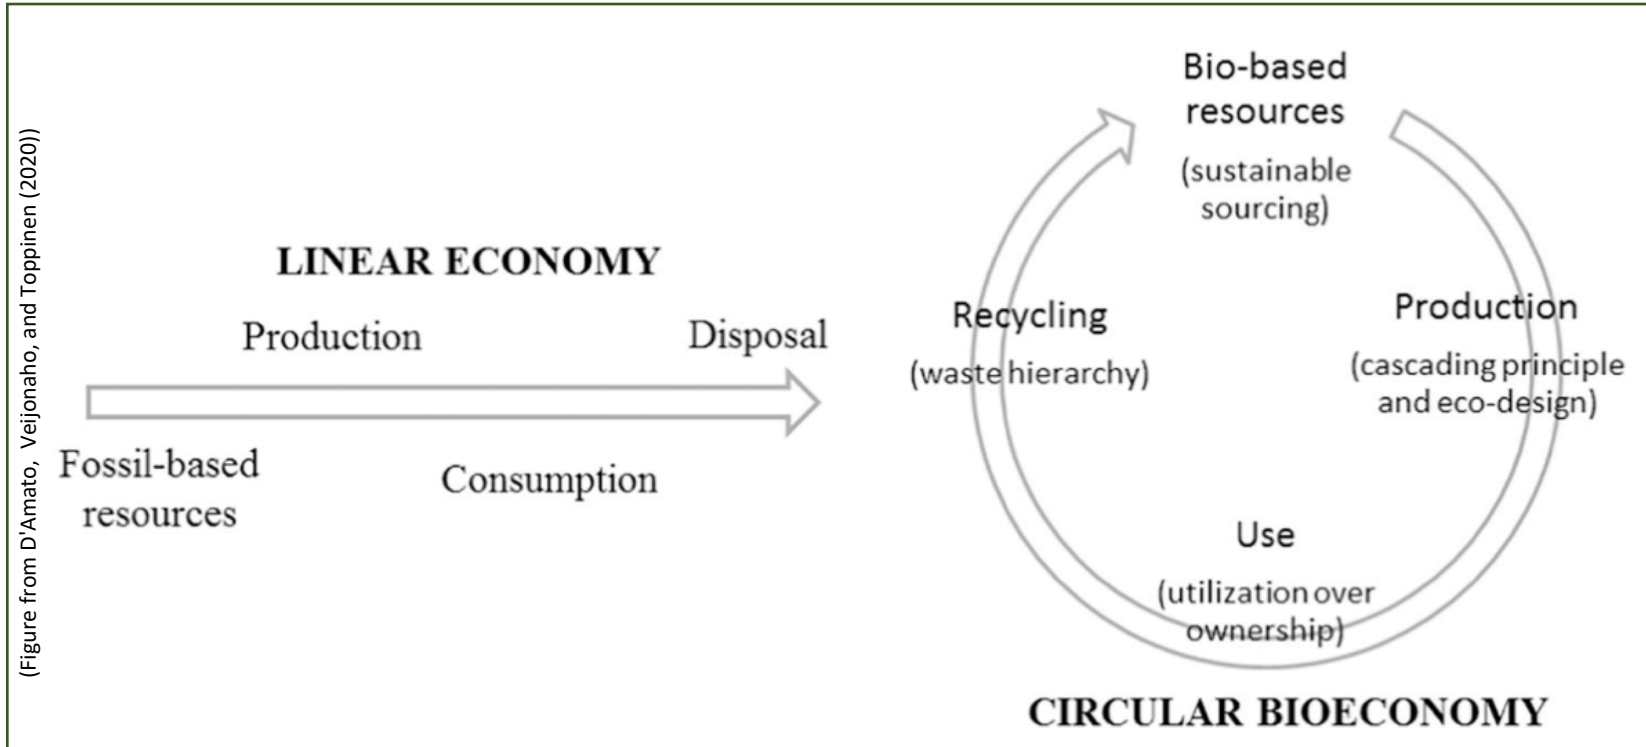 (Figure from D'Amato, Veijonaho, and Toppinen (2020))
LINEAR ECONOMY
Production
Disposal
Fossil-based
resources
Consumption
Bio-based
resources
(sustainable
sourcing)
Recycling
(waste hierarchy)
Production
(cascading principle
and eco-design)
Use
(utilization over
ownership)
CIRCULAR BIOECONOMY